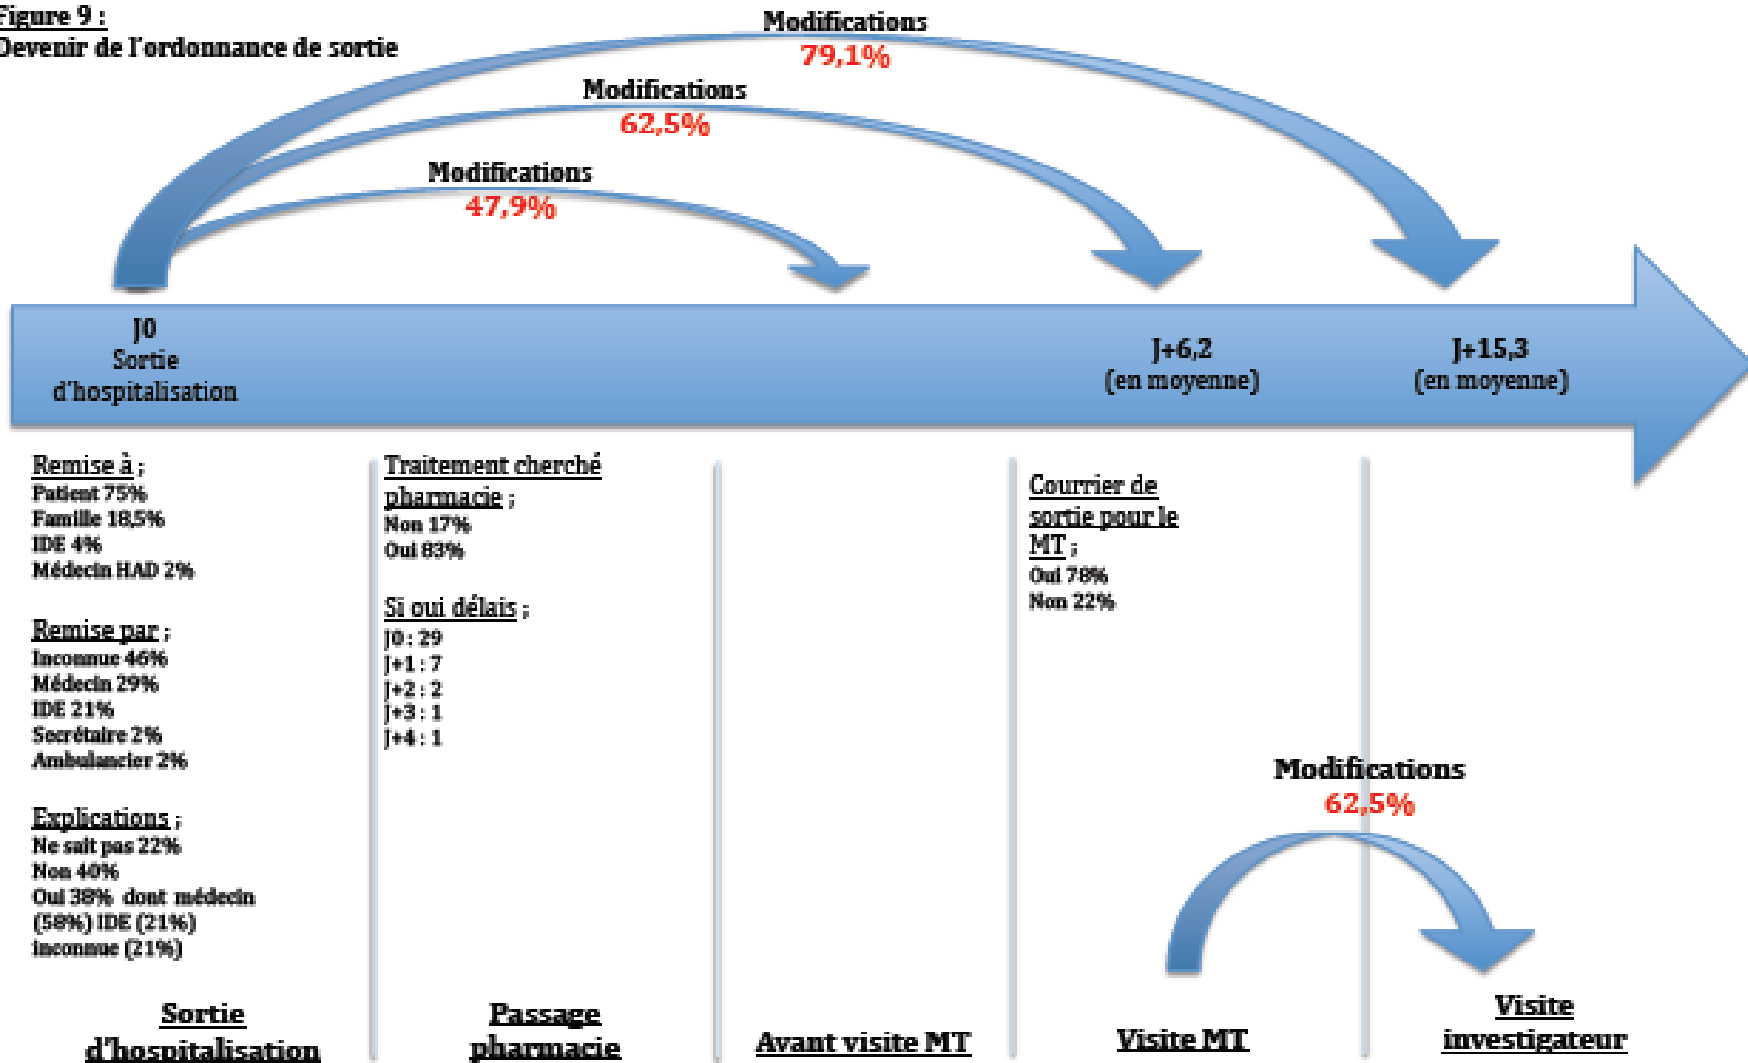 Figure 9 :
Devenir de l'ordonnance de sortie
Modifications
79,1%
Modifications
62,5%
Modifications
47,9%
J0
Sortie
d'hospitalisation
J+6,2
(en moyenne)
J+15,3
(en moyenne)
Remise à ;
Patient 75%
Famille 18,5%
IDE 4%
Médecin HAD 2%
Remise par ;
Inconnue 46%
Médecin 29%
IDE 21%
Secrétaire 2%
Ambulancier 2%
Explications ;
Ne sait pas 22%
Non 40%
Oui 38% dont médecin
(58%) IDE (21%)
inconnue (21%)
Sortie
d'hospitalisation
Traitement cherché
pharmacie ;
Non 17%
Oui 83%
Si oui délais ;
J0 : 29
J+1 : 7
J+2 : 2
J+3 : 1
J+4 : 1
Passage
pharmacie
Avant visite MT
Courrier de
sortie pour le
MT ;
Oui 78%
Non 22%
Modifications
62,5%
Visite MT
Visite
investigateur